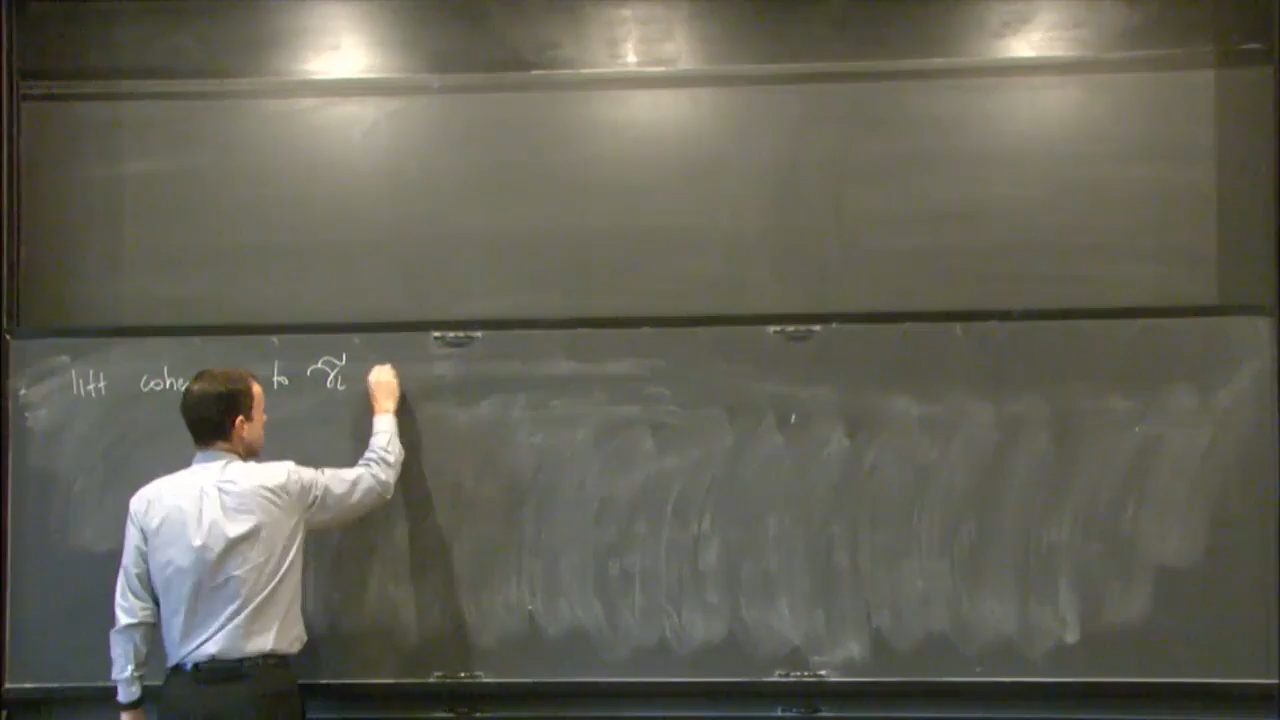 lift cohe to γ̃ᵢ